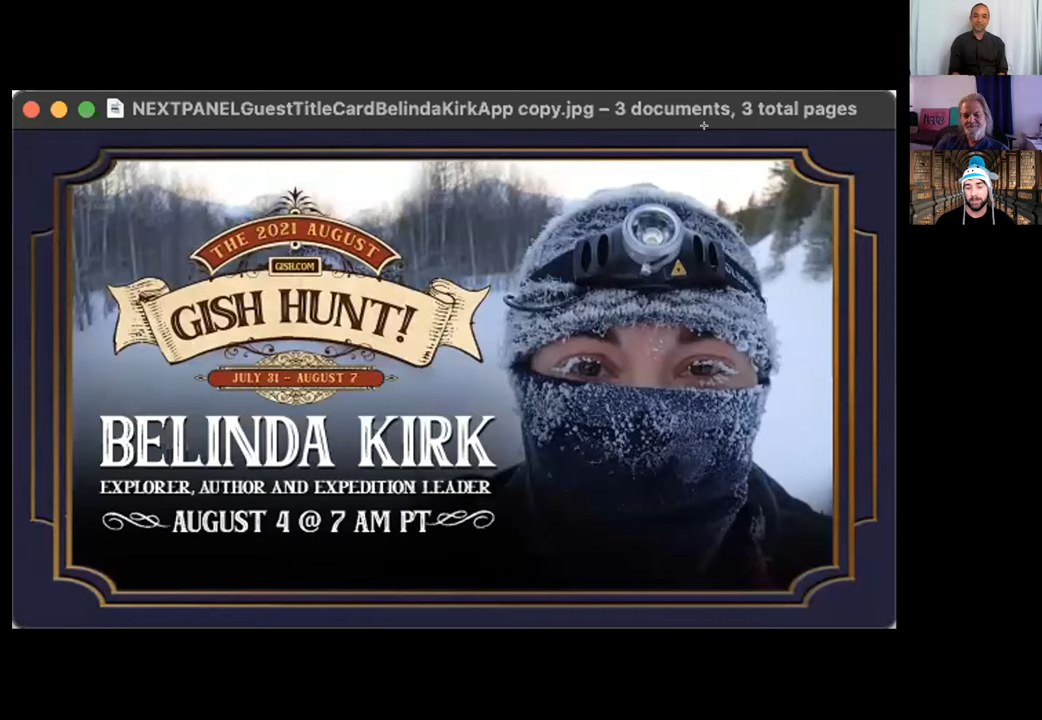 NEXTPANELGuestTitleCardBelindaKirkApp copy.jpg – 3 documents, 3 total pages
THE 2021 AUGUST
GISH.COM
GISH HUNT!
JULY 31 - AUGUST 7
BELINDA KIRK
EXPLORER, AUTHOR AND EXPEDITION LEADER
AUGUST 4 @ 7 AM PT